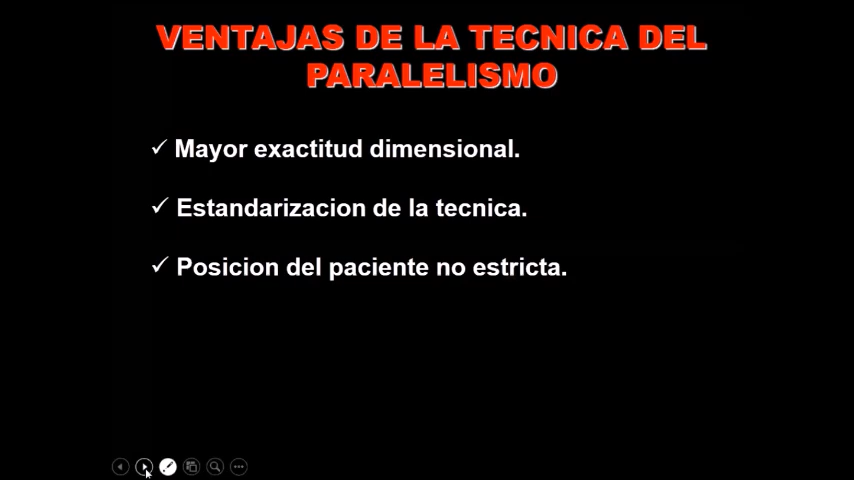 VENTAJAS DE LA TECNICA DEL
PARALELISMO
✓ Mayor exactitud dimensional.
✓ Estandarizacion de la tecnica.
✓ Posicion del paciente no estricta.